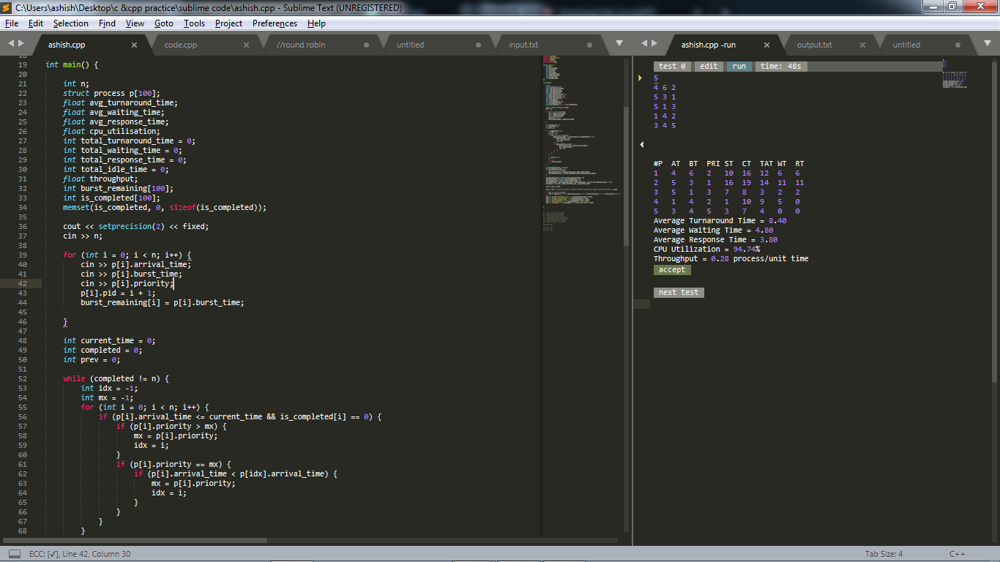 C:\Users\ashish\Desktop\c &cpp practice\sublime code\ashish.cpp - Sublime Text (UNREGISTERED)
File Edit Selection Find View Goto Tools Project Preferences Help
ashish.cpp × code.cpp × //round robin untitled input.txt
19 int main() {
20
21 int n;
22 struct process p[100];
23 float avg_turnaround_time;
24 float avg_waiting_time;
25 float avg_response_time;
26 float cpu_utilisation;
27 int total_turnaround_time = 0;
28 int total_waiting_time = 0;
29 int total_response_time = 0;
30 int total_idle_time = 0;
31 float throughput;
32 int burst_remaining[100];
33 int is_completed[100];
34 memset(is_completed, 0, sizeof(is_completed));
35
36 cout << setprecision(2) << fixed;
37 cin >> n;
38
39 for (int i = 0; i < n; i++) {
40 cin >> p[i].arrival_time;
41 cin >> p[i].burst_time;
42 cin >> p[i].priority;
43 p[i].pid = i + 1;
44 burst_remaining[i] = p[i].burst_time;
45
46 }
47
48 int current_time = 0;
49 int completed = 0;
50 int prev = 0;
51
52 while (completed != n) {
53 int idx = -1;
54 int mx = -1;
55 for (int i = 0; i < n; i++) {
56 if (p[i].arrival_time <= current_time && is_completed[i] == 0) {
57 if (p[i].priority > mx) {
58 mx = p[i].priority;
59 idx = i;
60 }
61 if (p[i].priority == mx) {
62 if (p[i].arrival_time < p[idx].arrival_time) {
63 mx = p[i].priority;
64 idx = i;
65 }
66 }
67 }
68 }
ashish.cpp -run × output.txt × untitled
test 0 edit run time: 48s
5
4 6 2
5 3 1
5 1 3
1 4 2
3 4 5
#P AT BT PRI ST CT TAT WT RT
1 4 6 2 10 16 12 6 6
2 5 3 1 16 19 14 11 11
3 5 1 3 7 8 3 2 2
4 1 4 2 1 10 9 5 0
5 3 4 5 3 7 4 0 0
Average Turnaround Time = 8.40
Average Waiting Time = 4.80
Average Response Time = 3.80
CPU Utilization = 94.74%
Throughput = 0.28 process/unit time
accept
next test
ECC: [✓], Line 42, Column 30 Tab Size: 4 C++